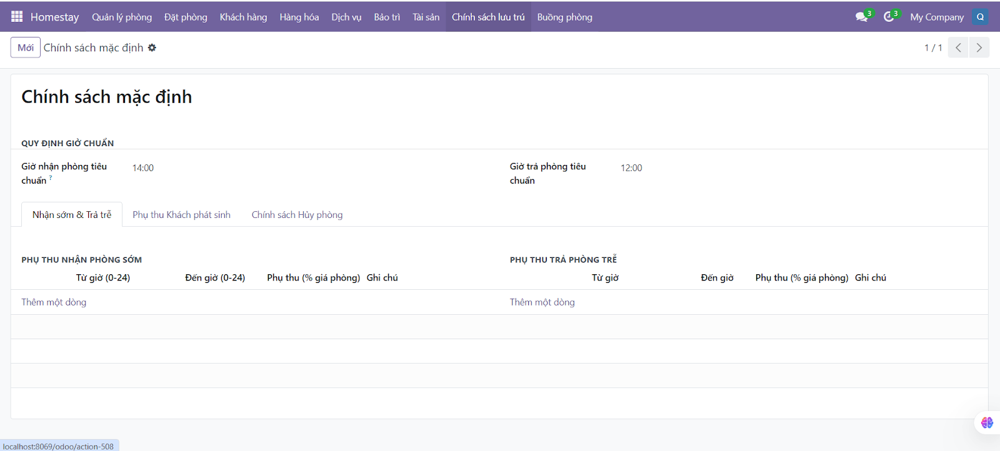 Homestay Quản lý phòng Đặt phòng Khách hàng Hàng hóa Dịch vụ Bảo trì Tài sản Chính sách lưu trú Buồng phòng 3 3 My Company Q
Mới Chính sách mặc định 1 / 1
Chính sách mặc định
QUY ĐỊNH GIỜ CHUẨN
Giờ nhận phòng tiêu chuẩn ? 14:00 Giờ trả phòng tiêu chuẩn 12:00
Nhận sớm & Trả trễ Phụ thu Khách phát sinh Chính sách Hủy phòng
PHỤ THU NHẬN PHÒNG SỚM PHỤ THU TRẢ PHÒNG TRỄ
Từ giờ (0-24) Đến giờ (0-24) Phụ thu (% giá phòng) Ghi chú Từ giờ Đến giờ Phụ thu (% giá phòng) Ghi chú
Thêm một dòng Thêm một dòng
localhost:8069/odoo/action-508